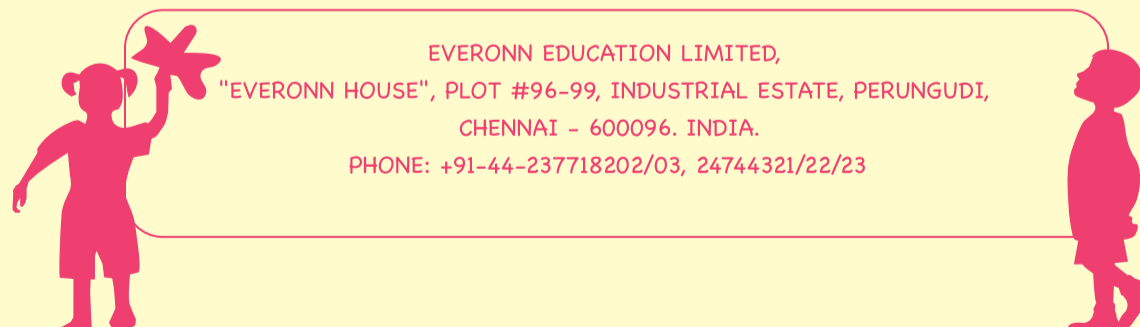 EVERONN EDUCATION LIMITED,
"EVERONN HOUSE", PLOT #96-99, INDUSTRIAL ESTATE, PERUNGUDI,
CHENNAI - 600096. INDIA.
PHONE: +91-44-237718202/03, 24744321/22/23